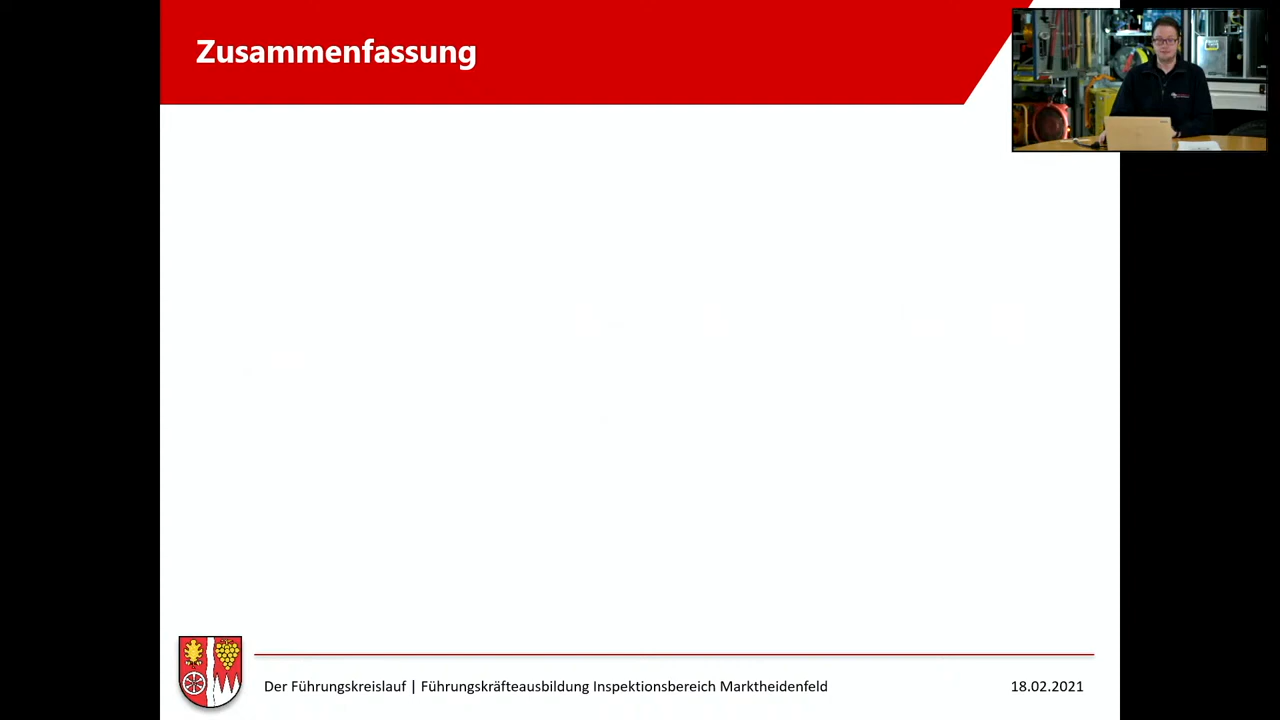 Zusammenfassung
Der Führungskreislauf | Führungskräfteausbildung Inspektionsbereich Marktheidenfeld
18.02.2021